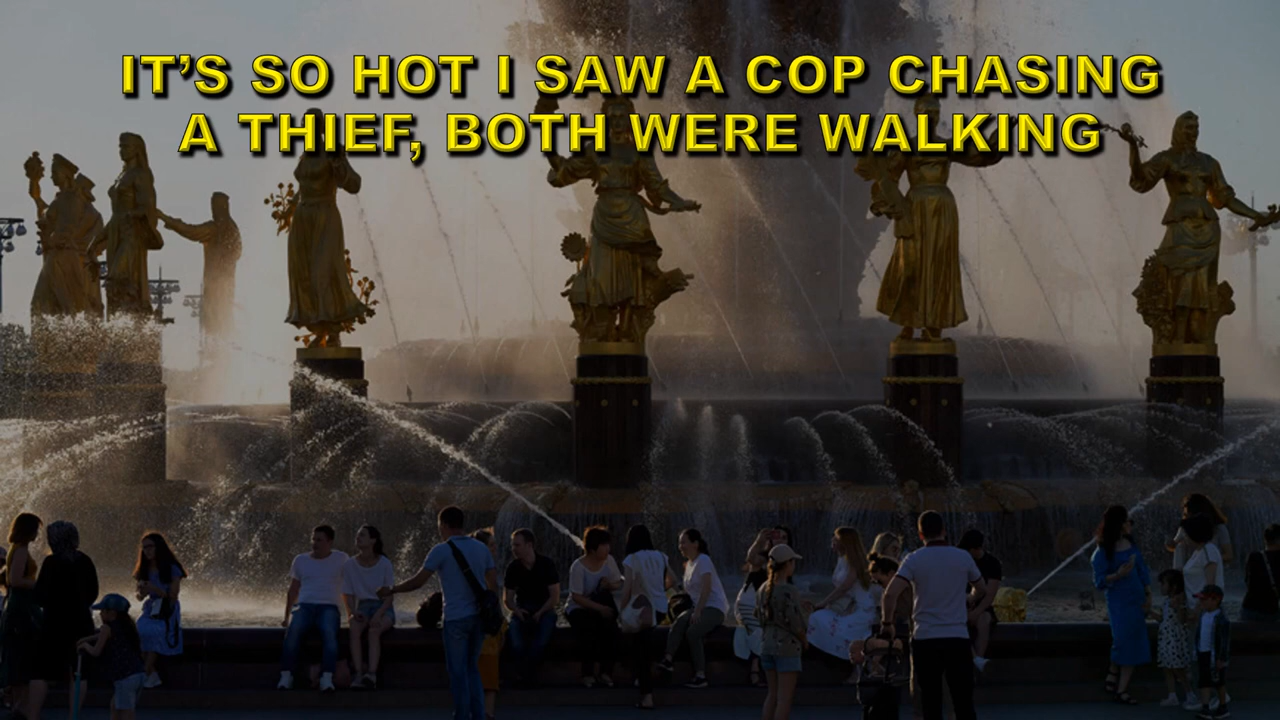 IT’S SO HOT I SAW A COP CHASING
A THIEF, BOTH WERE WALKING